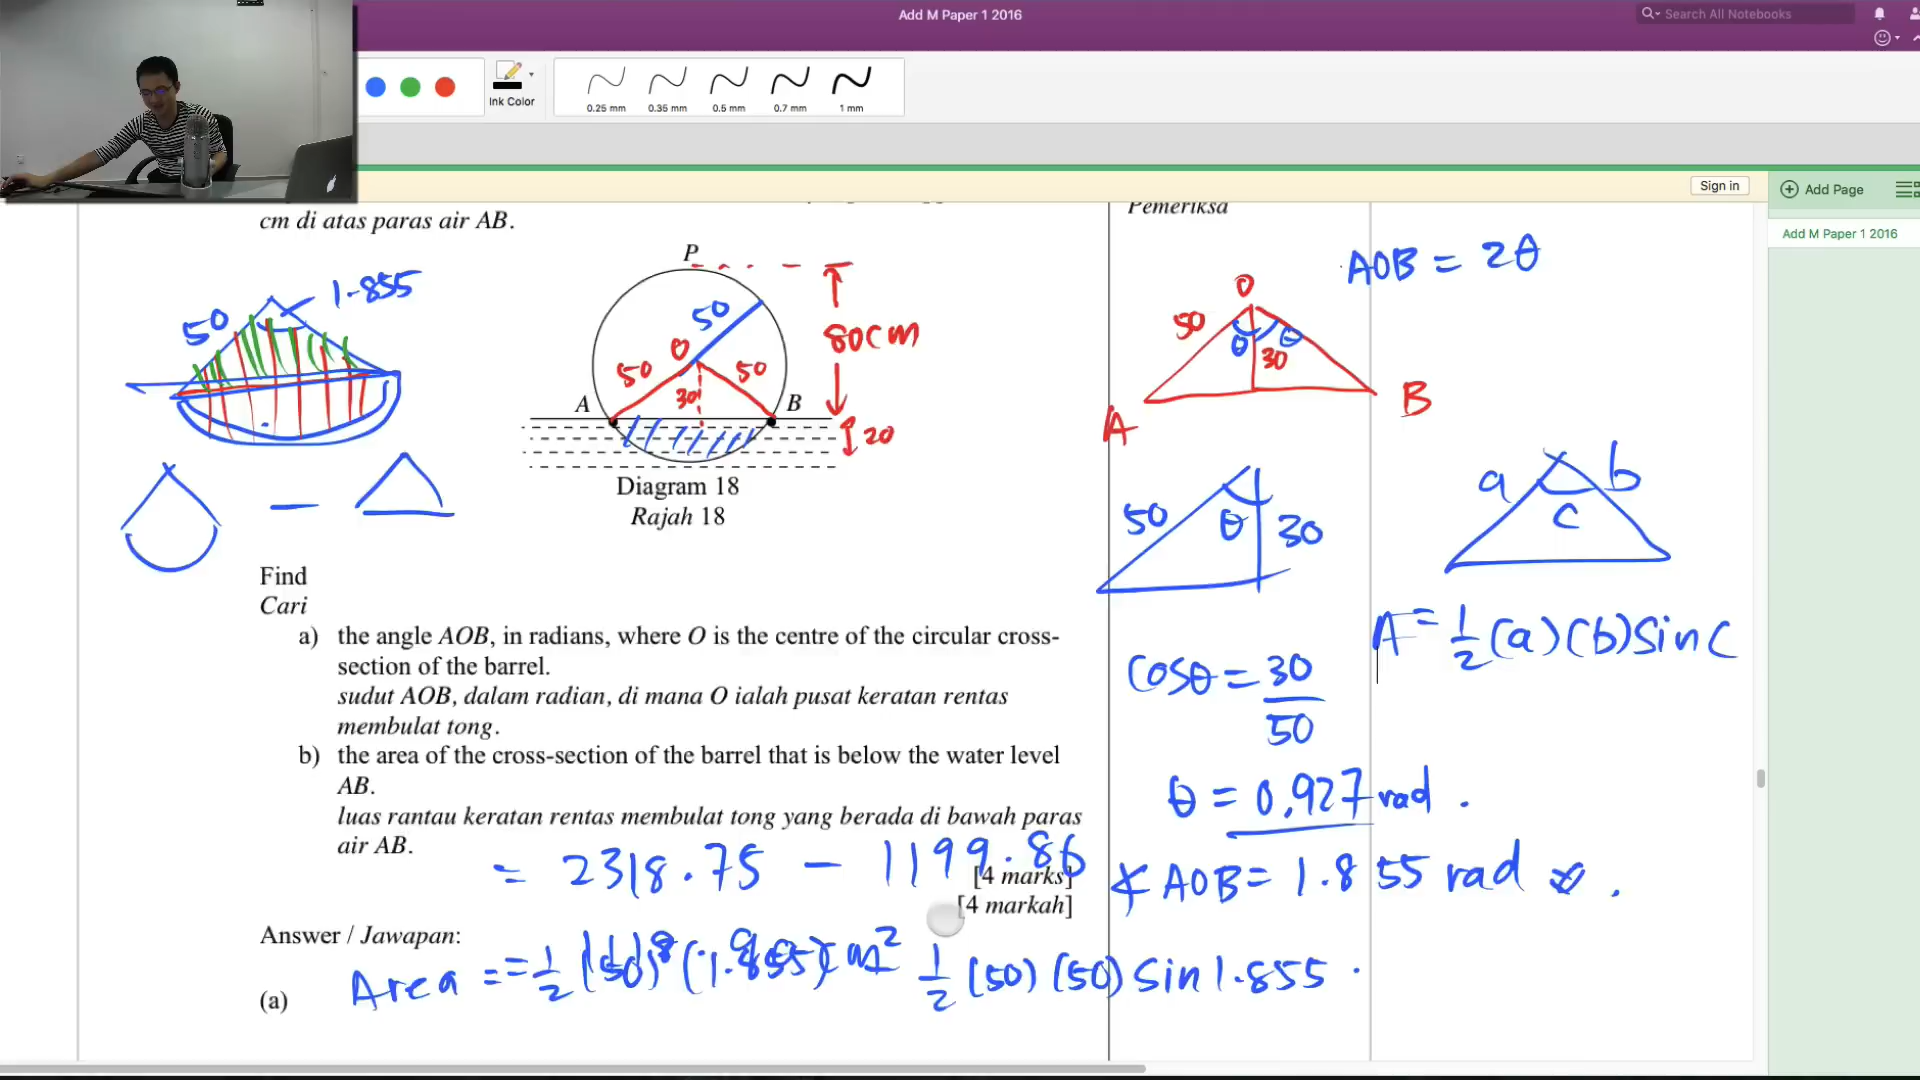 Add M Paper 1 2016
Search All Notebooks
Ink Color
0.25 mm
0.35 mm
0.5 mm
0.7 mm
1 mm
Sign in
Add Page
Add M Paper 1 2016
cm di atas paras air AB.
Pemeriksa
P
50
O
50
50
30
A
B
80cm
20
Diagram 18
Rajah 18
50
1.855
−
AOB = 2θ
O
50
θ
θ
30
A
B
50
θ
30
a
b
C
A = 1/2 (a)(b) Sin C
Cosθ = 30/50
θ = 0.927 rad.
∠AOB = 1.855 rad
Find
Cari
a) the angle AOB, in radians, where O is the centre of the circular cross-
section of the barrel.
sudut AOB, dalam radian, di mana O ialah pusat keratan rentas
membulat tong.
b) the area of the cross-section of the barrel that is below the water level
AB.
luas rantau keratan rentas membulat tong yang berada di bawah paras
air AB.
= 2318.75 − 1199.86
[4 marks]
[4 markah]
Answer / Jawapan:
Area =
1/2 (50) (50) Sin 1.855
(a)